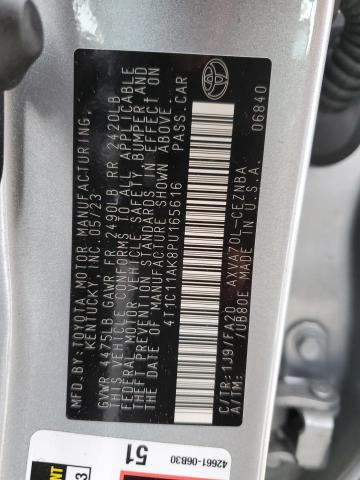 MFD. BY: TOYOTA MOTOR MANUFACTURING,
KENTUCKY, INC. 05/23
GVWR 4475LB GAWR FR 2490LB RR 2420LB
THIS VEHICLE CONFORMS TO ALL APPLICABLE
FEDERAL MOTOR VEHICLE SAFETY, BUMPER, AND
THEFT PREVENTION STANDARDS IN EFFECT ON
THE DATE OF MANUFACTURE SHOWN ABOVE.
4T1C11AK8PU165616 PASS.CAR
C/TR:1J9/FA20 AXVA70L-CEZNBA
A/TM: /UB80E MADE IN U.S.A.
06840
42661-06B30
51